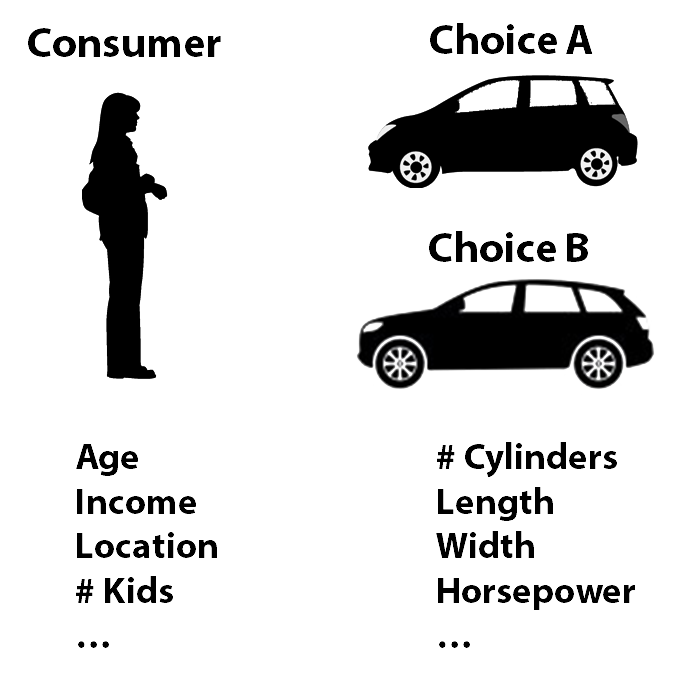 Consumer
Choice A
Choice B
Age
Income
Location
# Kids
...
# Cylinders
Length
Width
Horsepower
...